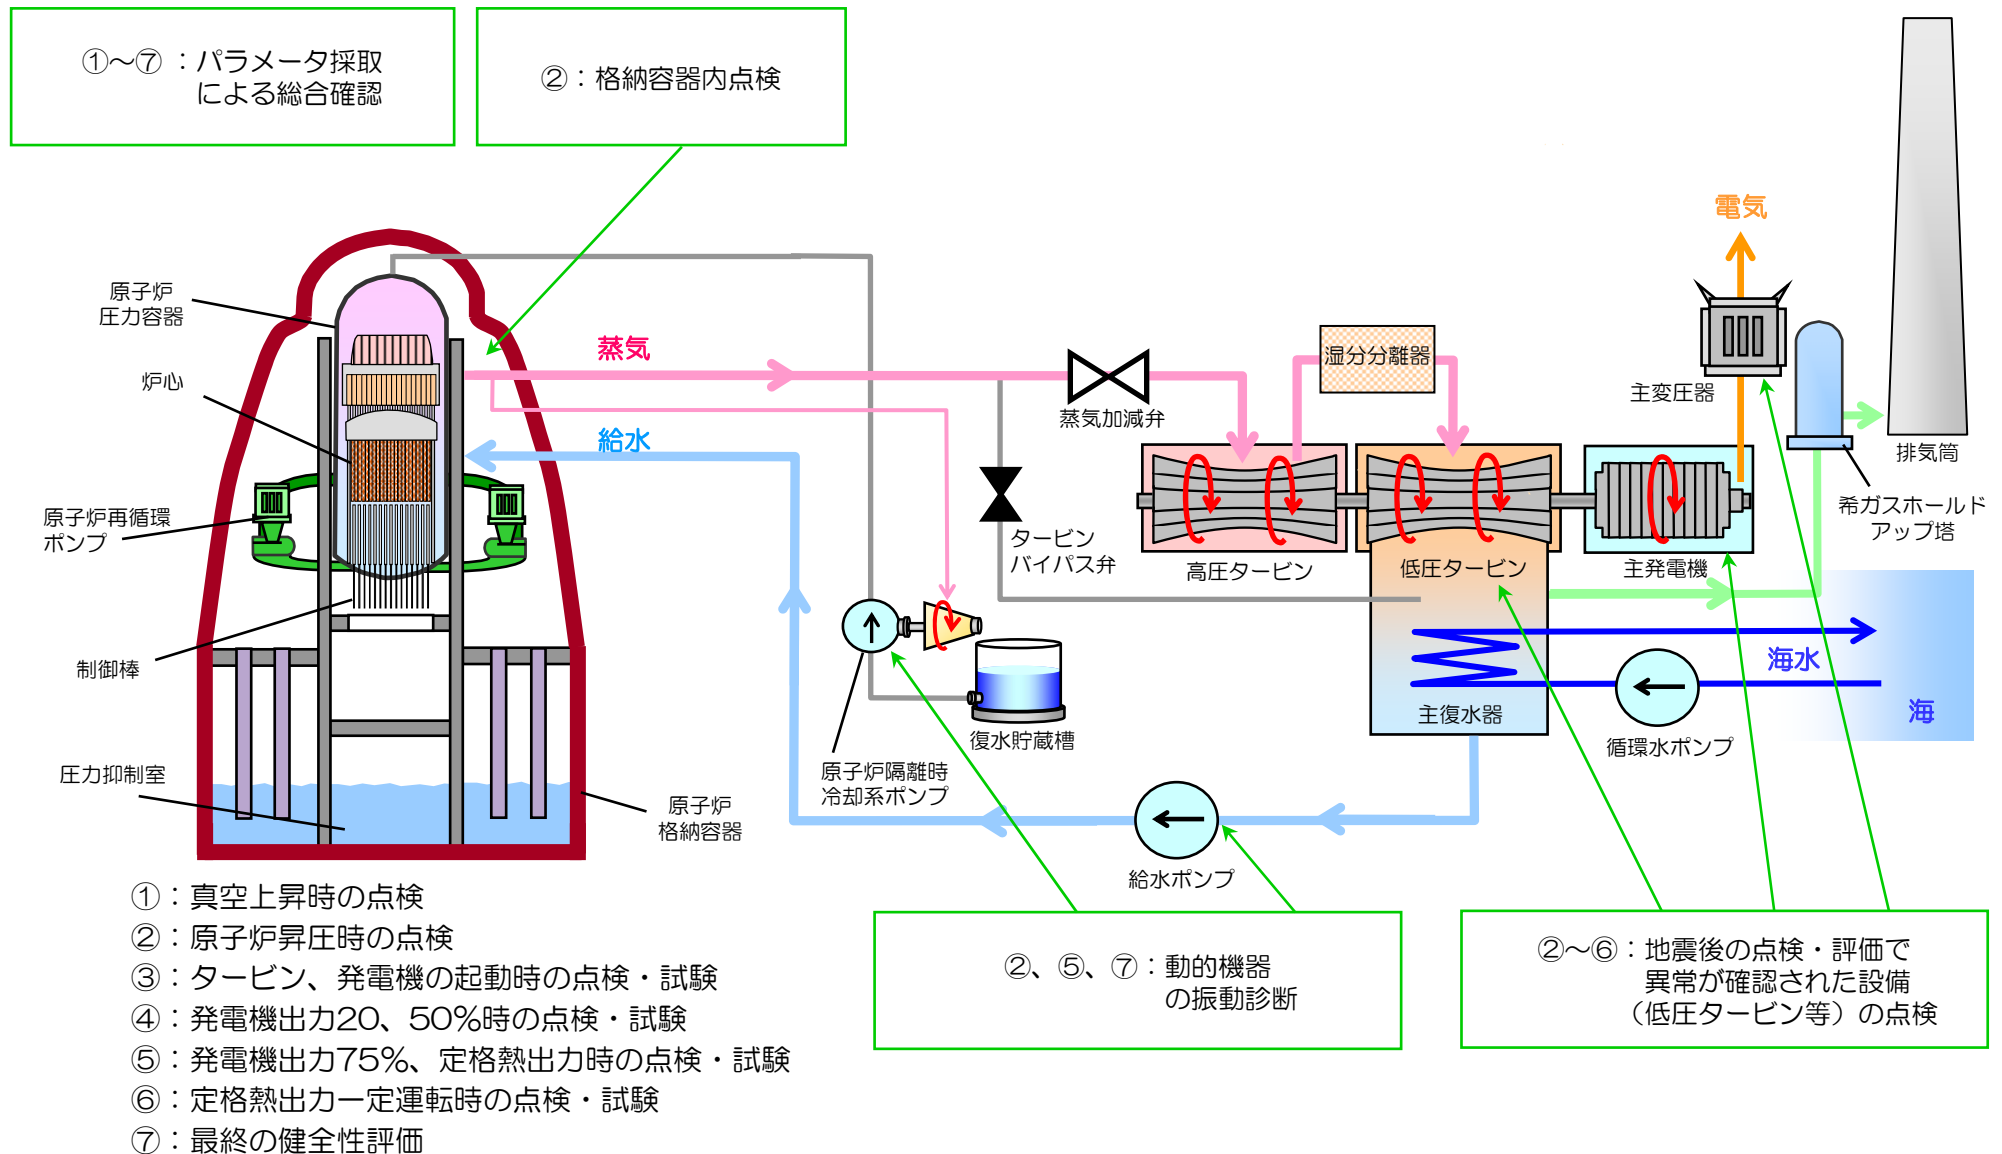 ①～⑦：パラメータ採取
による総合確認
②：格納容器内点検
電気
原子炉
圧力容器
蒸気
湿分分離器
炉心
主変圧器
蒸気加減弁
給水
排気筒
原子炉再循環
ポンプ
希ガスホールド
アップ塔
タービン
バイパス弁
高圧タービン
低圧タービン
主発電機
制御棒
海水
海
主復水器
循環水ポンプ
復水貯蔵槽
圧力抑制室
原子炉隔離時
冷却系ポンプ
原子炉
格納容器
給水ポンプ
①：真空上昇時の点検
②：原子炉昇圧時の点検
③：タービン、発電機の起動時の点検・試験
④：発電機出力20、50%時の点検・試験
⑤：発電機出力75%、定格熱出力時の点検・試験
⑥：定格熱出力一定運転時の点検・試験
⑦：最終の健全性評価
②、⑤、⑦：動的機器
の振動診断
②～⑥：地震後の点検・評価で
異常が確認された設備
（低圧タービン等）の点検